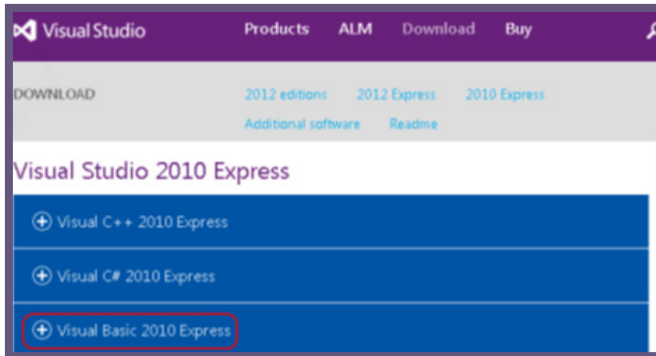 Visual Studio Products ALM Download Buy
DOWNLOAD 2012 editions 2012 Express 2010 Express
Additional software Readme
Visual Studio 2010 Express
Visual C++ 2010 Express
Visual C# 2010 Express
Visual Basic 2010 Express